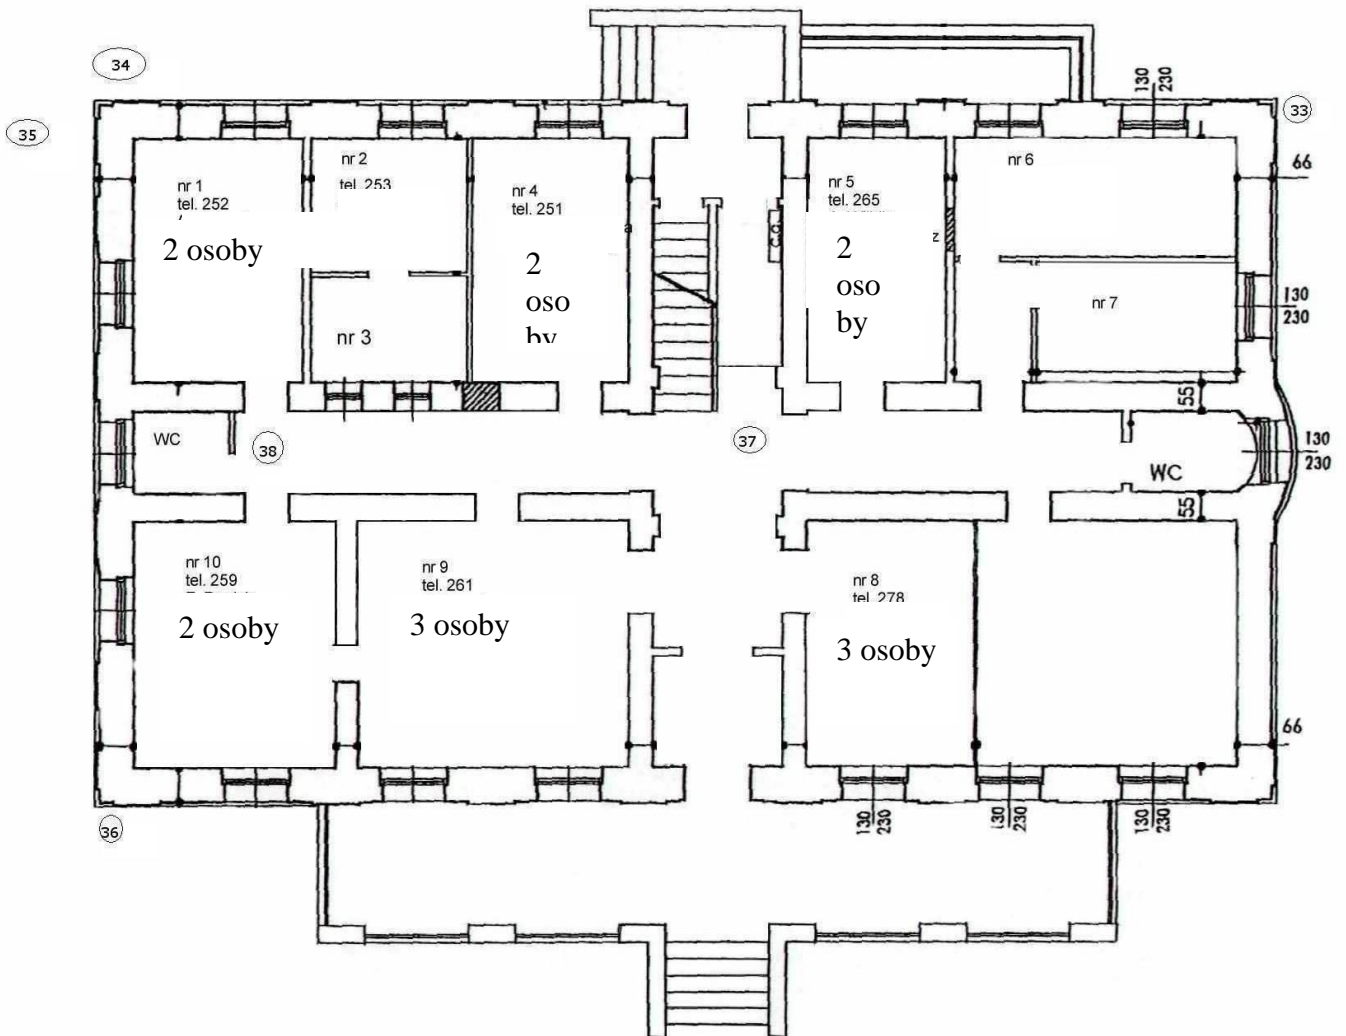 34
35
33
130
230
nr 1
tel. 252
2 osoby
nr 2
tel. 253
nr 3
nr 4
tel. 251
2
oso
by
a
c.o.
nr 5
tel. 265
2
oso
by
z
nr 6
66
nr 7
130
230
55
WC
38
37
WC
130
230
55
nr 10
tel. 259
2 osoby
nr 9
tel. 261
3 osoby
nr 8
tel. 278
3 osoby
66
36
130
230
130
230
130
230